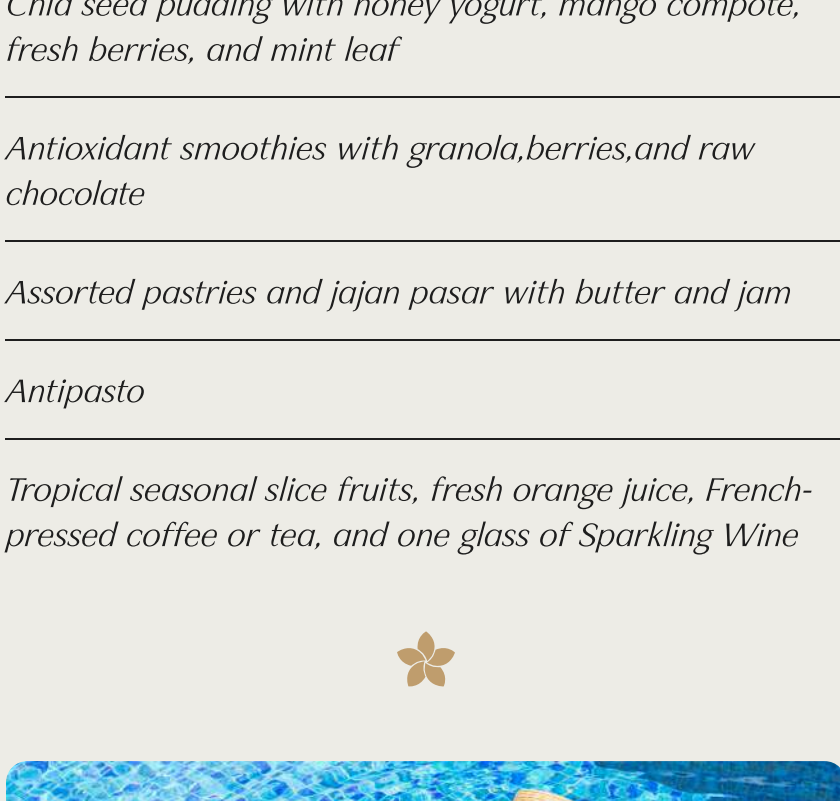 Chia seed pudding with honey yogurt, mango compote,
fresh berries, and mint leaf
Antioxidant smoothies with granola,berries,and raw
chocolate
Assorted pastries and jajan pasar with butter and jam
Antipasto
Tropical seasonal slice fruits, fresh orange juice, French-
pressed coffee or tea, and one glass of Sparkling Wine